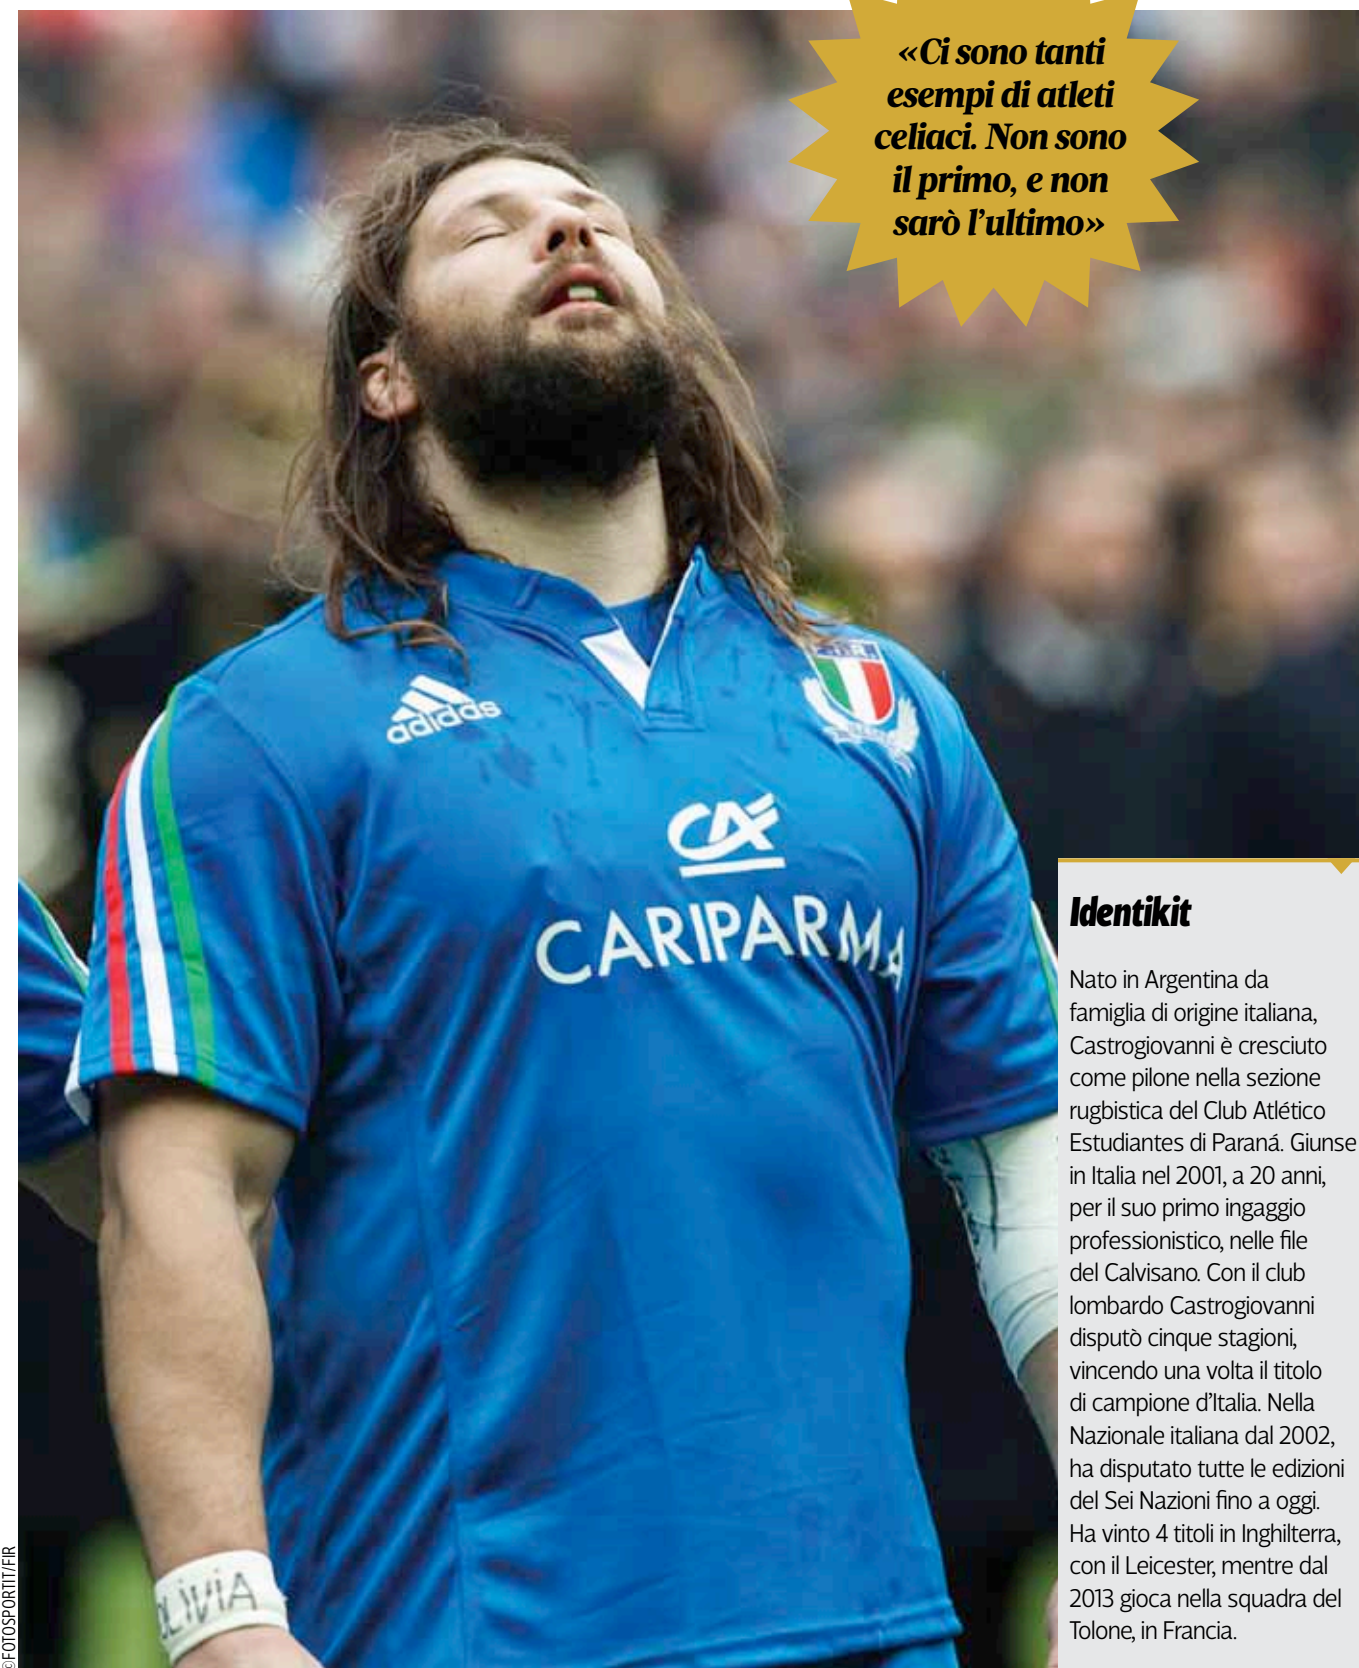 «Ci sono tanti
esempi di atleti
celiaci. Non sono
il primo, e non
sarò l'ultimo»
adidas
CA
CARIPARMA
Identikit
Nato in Argentina da
famiglia di origine italiana,
Castrogiovanni è cresciuto
come pilone nella sezione
rugbistica del Club Atlético
Estudiantes di Paraná. Giunse
in Italia nel 2001, a 20 anni,
per il suo primo ingaggio
professionistico, nelle file
del Calvisano. Con il club
lombardo Castrogiovanni
disputò cinque stagioni,
vincendo una volta il titolo
di campione d'Italia. Nella
Nazionale italiana dal 2002,
ha disputato tutte le edizioni
del Sei Nazioni fino a oggi.
Ha vinto 4 titoli in Inghilterra,
con il Leicester, mentre dal
2013 gioca nella squadra del
Tolone, in Francia.
©FOTOSPORTIT/FIR